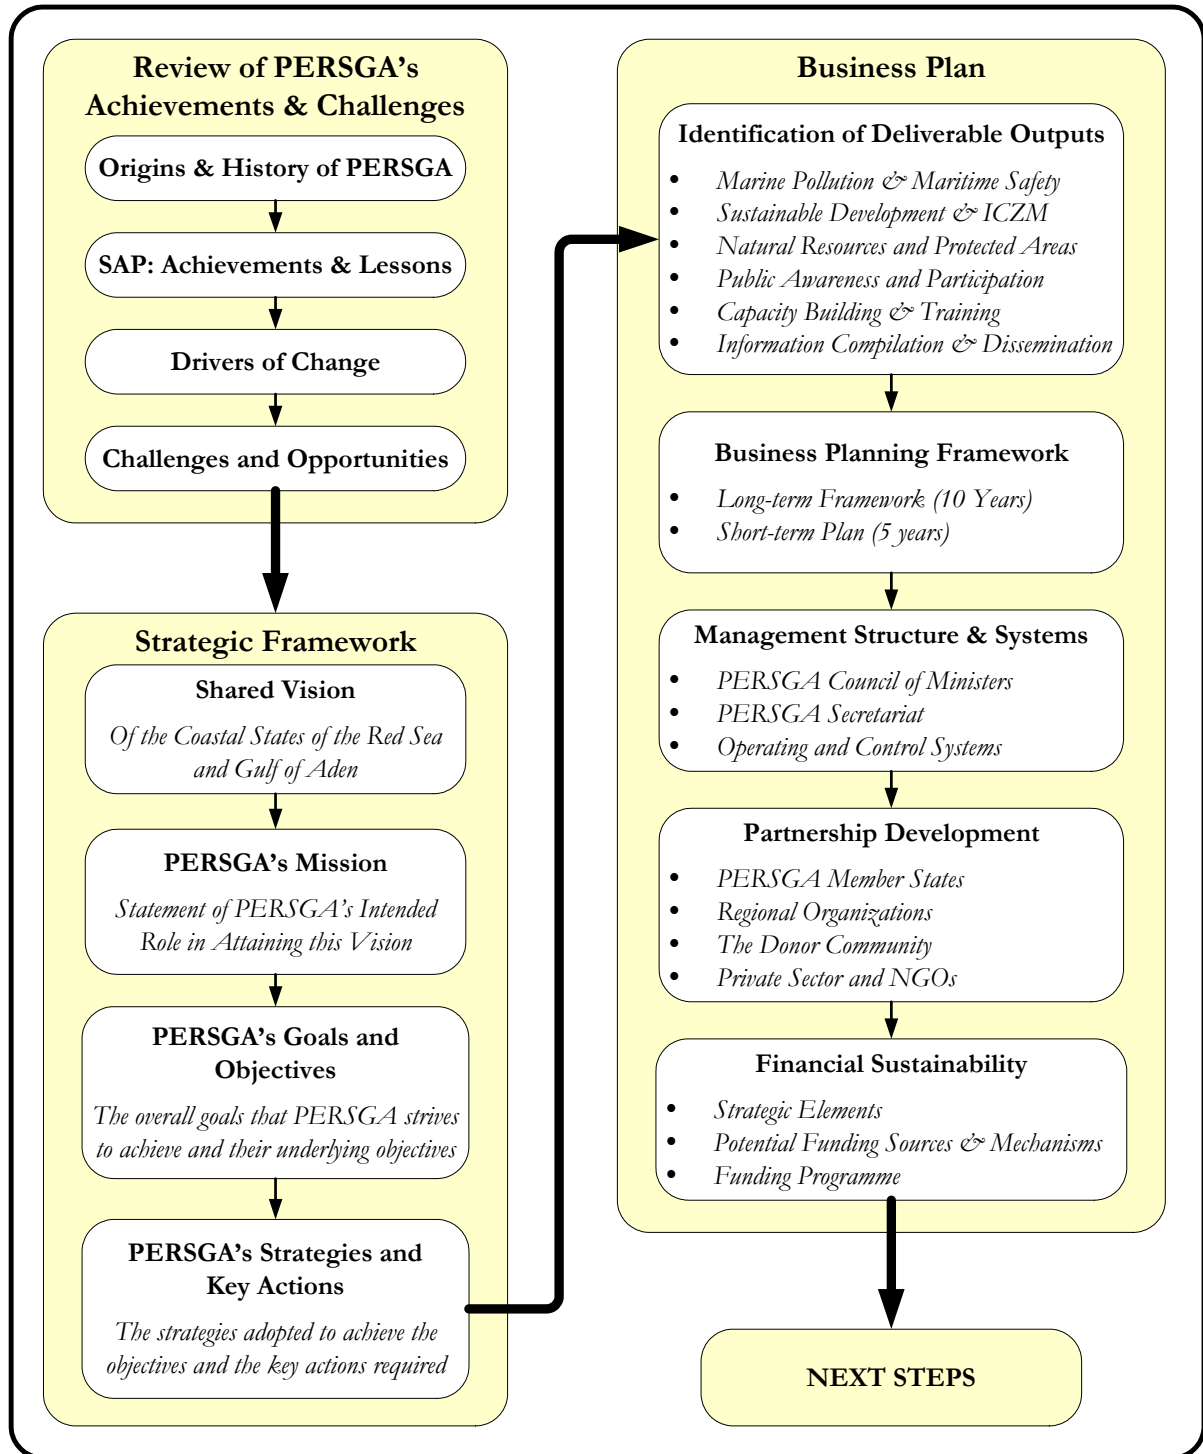 Review of PERSGA's
Achievements & Challenges
Origins & History of PERSGA
SAP: Achievements & Lessons
Drivers of Change
Challenges and Opportunities
Strategic Framework
Shared Vision
Of the Coastal States of the Red Sea
and Gulf of Aden
PERSGA's Mission
Statement of PERSGA's Intended
Role in Attaining this Vision
PERSGA's Goals and
Objectives
The overall goals that PERSGA strives
to achieve and their underlying objectives
PERSGA's Strategies and
Key Actions
The strategies adopted to achieve the
objectives and the key actions required
Business Plan
Identification of Deliverable Outputs
• Marine Pollution & Maritime Safety
• Sustainable Development & ICZM
• Natural Resources and Protected Areas
• Public Awareness and Participation
• Capacity Building & Training
• Information Compilation & Dissemination
Business Planning Framework
• Long-term Framework (10 Years)
• Short-term Plan (5 years)
Management Structure & Systems
• PERSGA Council of Ministers
• PERSGA Secretariat
• Operating and Control Systems
Partnership Development
• PERSGA Member States
• Regional Organizations
• The Donor Community
• Private Sector and NGOs
Financial Sustainability
• Strategic Elements
• Potential Funding Sources & Mechanisms
• Funding Programme
NEXT STEPS